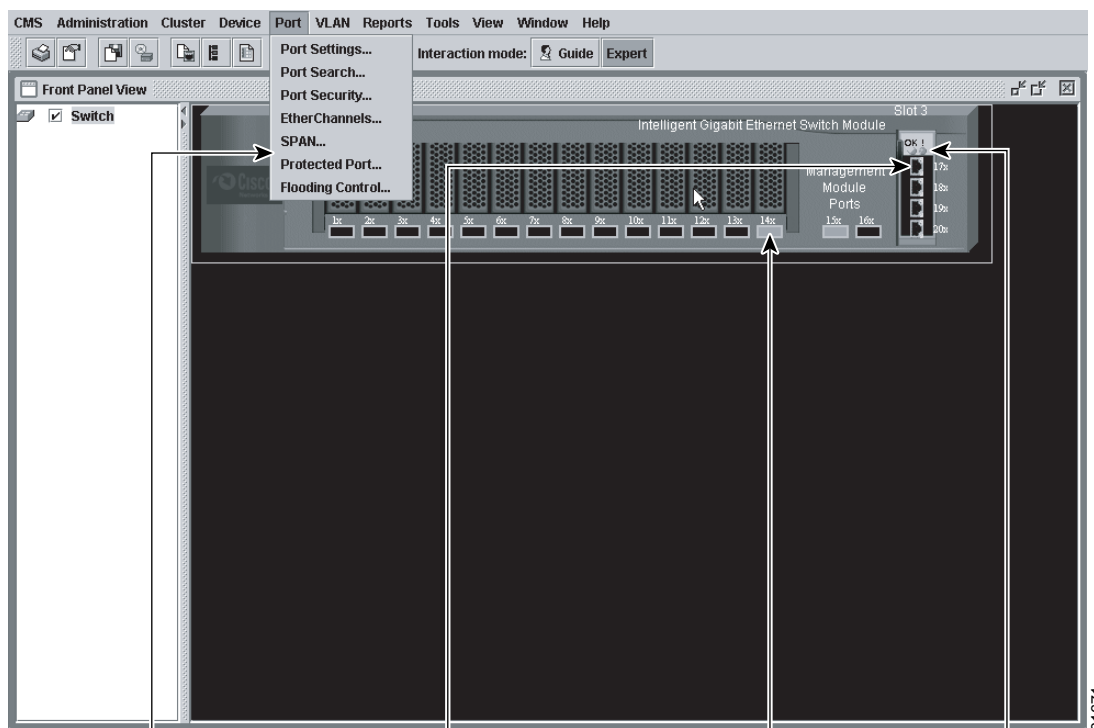 CMS Administration Cluster Device Port VLAN Reports Tools View Window Help
Interaction mode: Guide Expert
Port Settings...
Port Search...
Port Security...
EtherChannels...
SPAN...
Protected Port...
Flooding Control...
Front Panel View
Switch
Slot 3
Intelligent Gigabit Ethernet Switch Module
OK !
Cisco
Management
Module
Ports
17x
18x
19x
20x
1x 2x 3x 4x 5x 6x 7x 8x 9x 10x 11x 12x 13x 14x 15x 16x